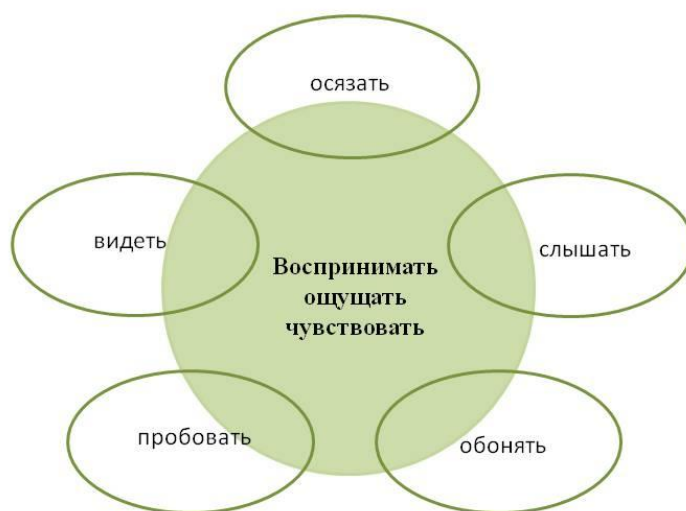 осязать
видеть
слышать
Воспринимать
ощущать
чувствовать
пробовать
обонять